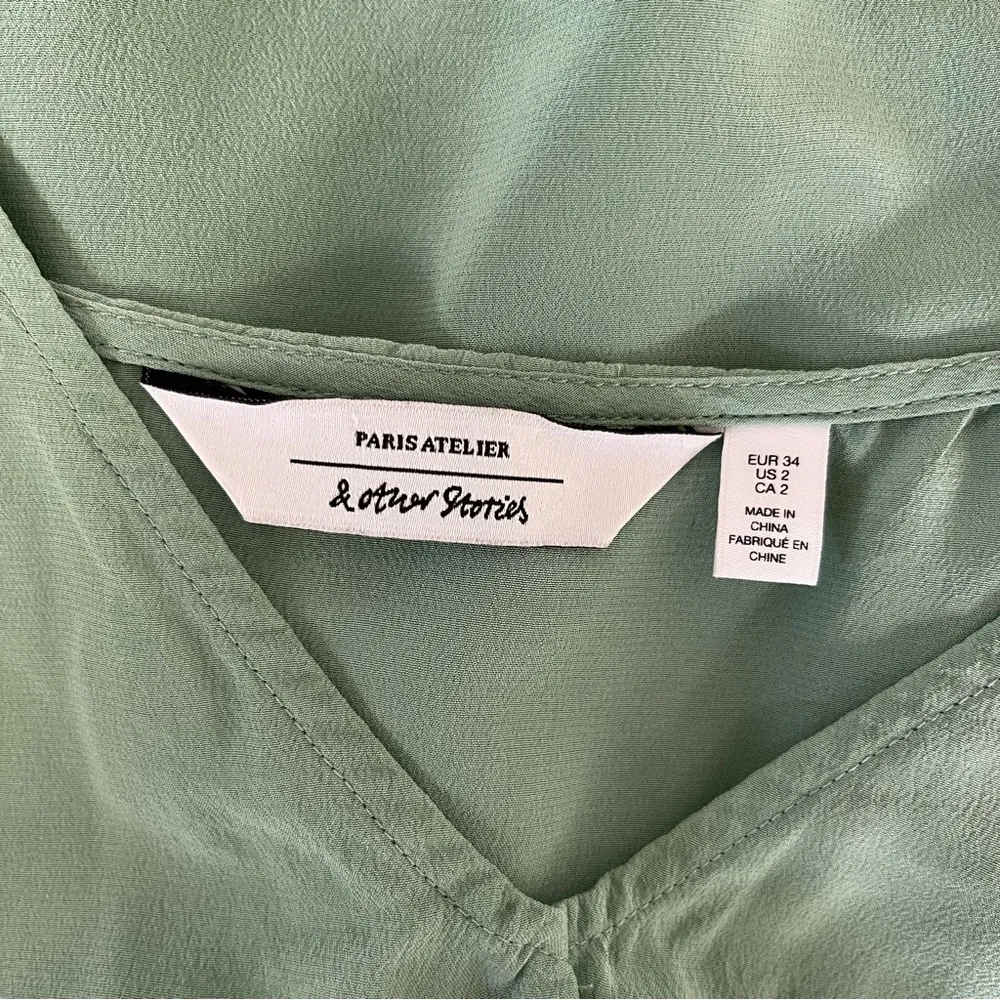 PARIS ATELIER
& other Stories
EUR 34
US 2
CA 2
MADE IN
CHINA
FABRIQUÉ EN
CHINE